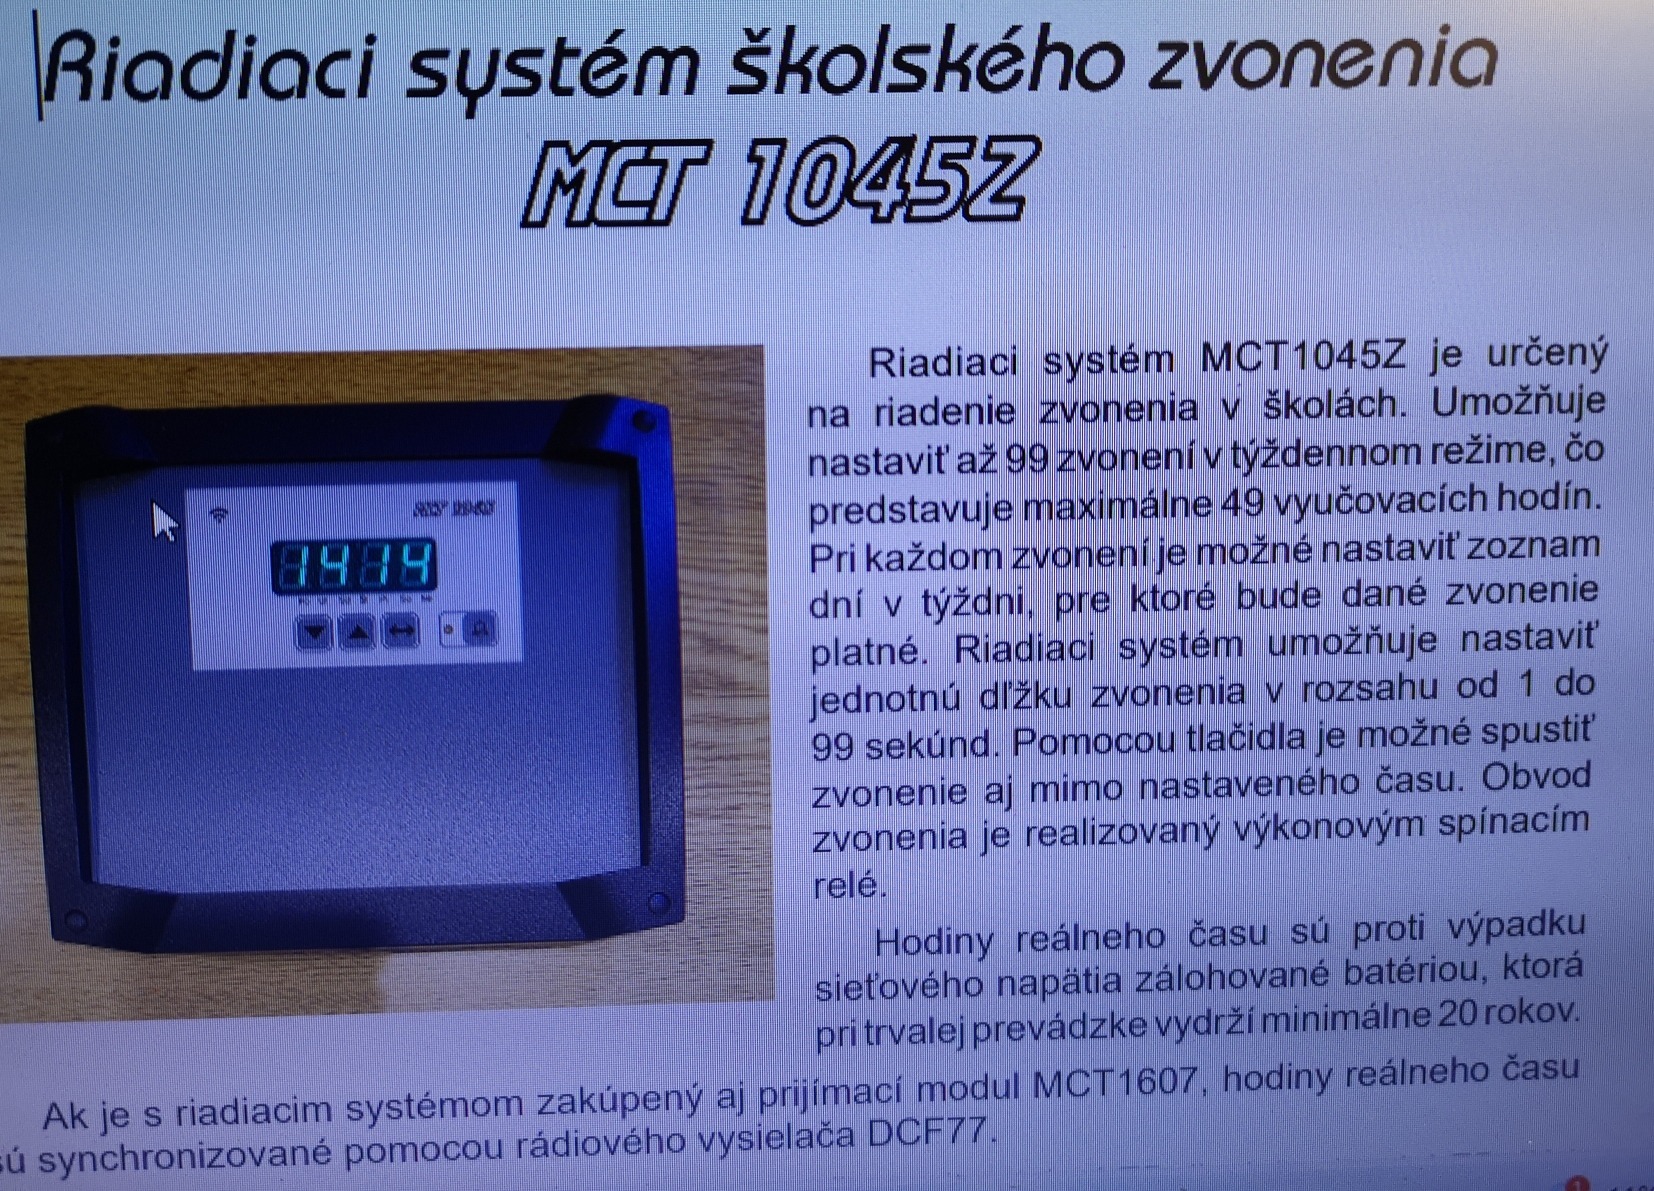 Riadiaci systém školského zvonenia
MCT 1045Z
1414
Riadiaci systém MCT1045Z je určený
na riadenie zvonenia v školách. Umožňuje
nastaviť až 99 zvonení v týždennom režime, čo
predstavuje maximálne 49 vyučovacích hodín.
Pri každom zvonení je možné nastaviť zoznam
dní v týždni, pre ktoré bude dané zvonenie
platné. Riadiaci systém umožňuje nastaviť
jednotnú dľžku zvonenia v rozsahu od 1 do
99 sekúnd. Pomocou tlačidla je možné spustiť
zvonenie aj mimo nastaveného času. Obvod
zvonenia je realizovaný výkonovým spínacím
relé.
Hodiny reálneho času sú proti výpadku
sieťového napätia zálohované batériou, ktorá
pri trvalej prevádzke vydrží minimálne 20 rokov.
Ak je s riadiacim systémom zakúpený aj prijímací modul MCT1607, hodiny reálneho času
sú synchronizované pomocou rádiového vysielača DCF77.
1